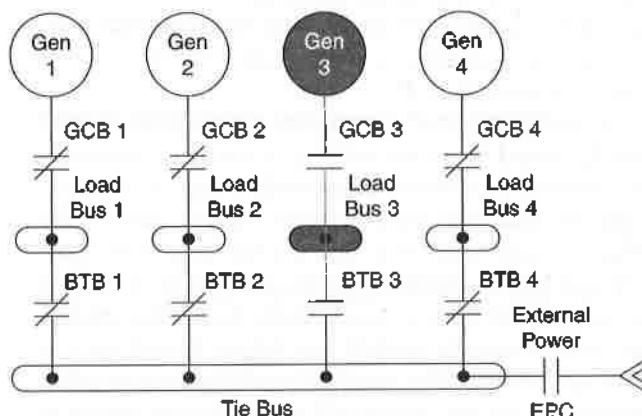 Gen 1
Gen 2
Gen 3
Gen 4
GCB 1
GCB 2
GCB 3
GCB 4
Load Bus 1
Load Bus 2
Load Bus 3
Load Bus 4
BTB 1
BTB 2
BTB 3
BTB 4
External Power
Tie Bus
EPC